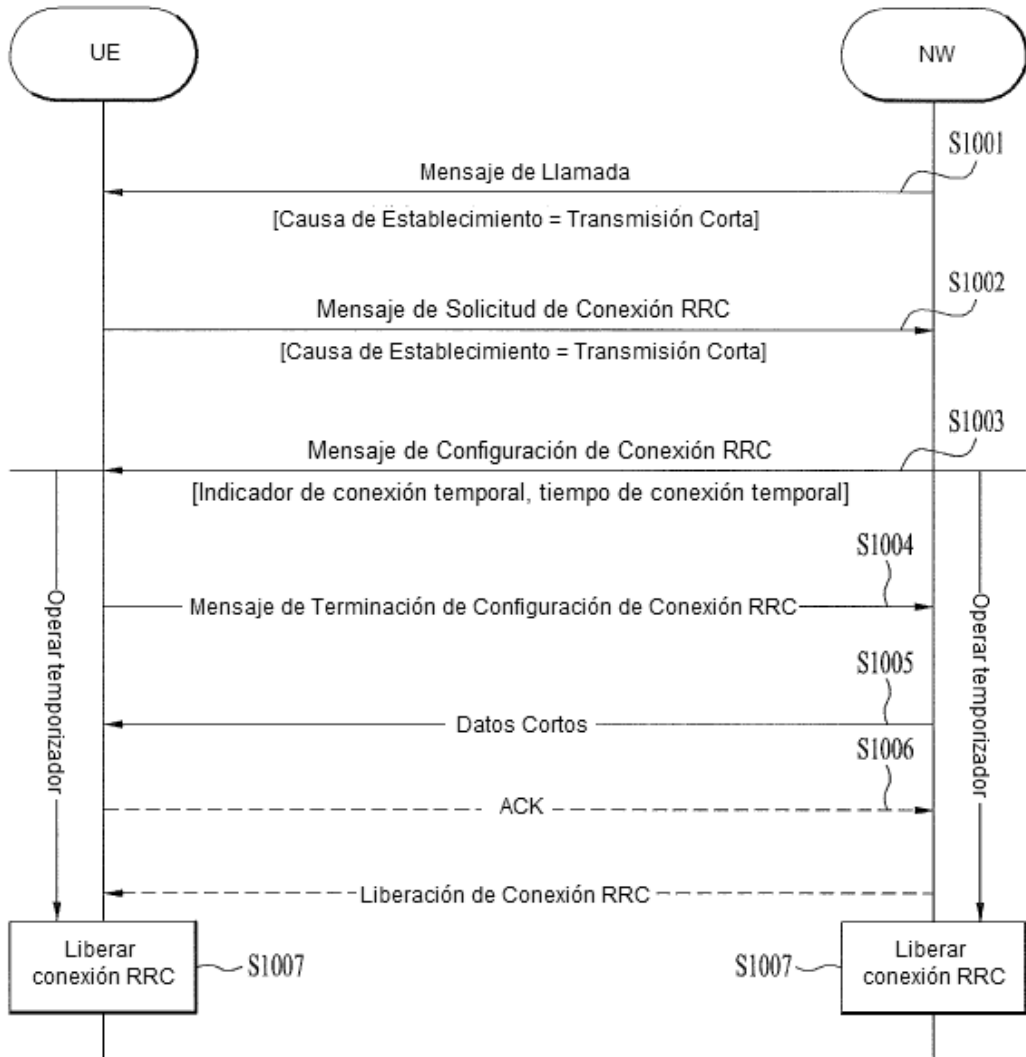 UE
NW
S1001
Mensaje de Llamada
[Causa de Establecimiento = Transmisión Corta]
S1002
Mensaje de Solicitud de Conexión RRC
[Causa de Establecimiento = Transmisión Corta]
S1003
Mensaje de Configuración de Conexión RRC
[Indicador de conexión temporal, tiempo de conexión temporal]
S1004
Mensaje de Terminación de Configuración de Conexión RRC
Operar temporizador
Operar temporizador
S1005
Datos Cortos
S1006
ACK
Liberación de Conexión RRC
Liberar
conexión RRC
S1007
S1007
Liberar
conexión RRC